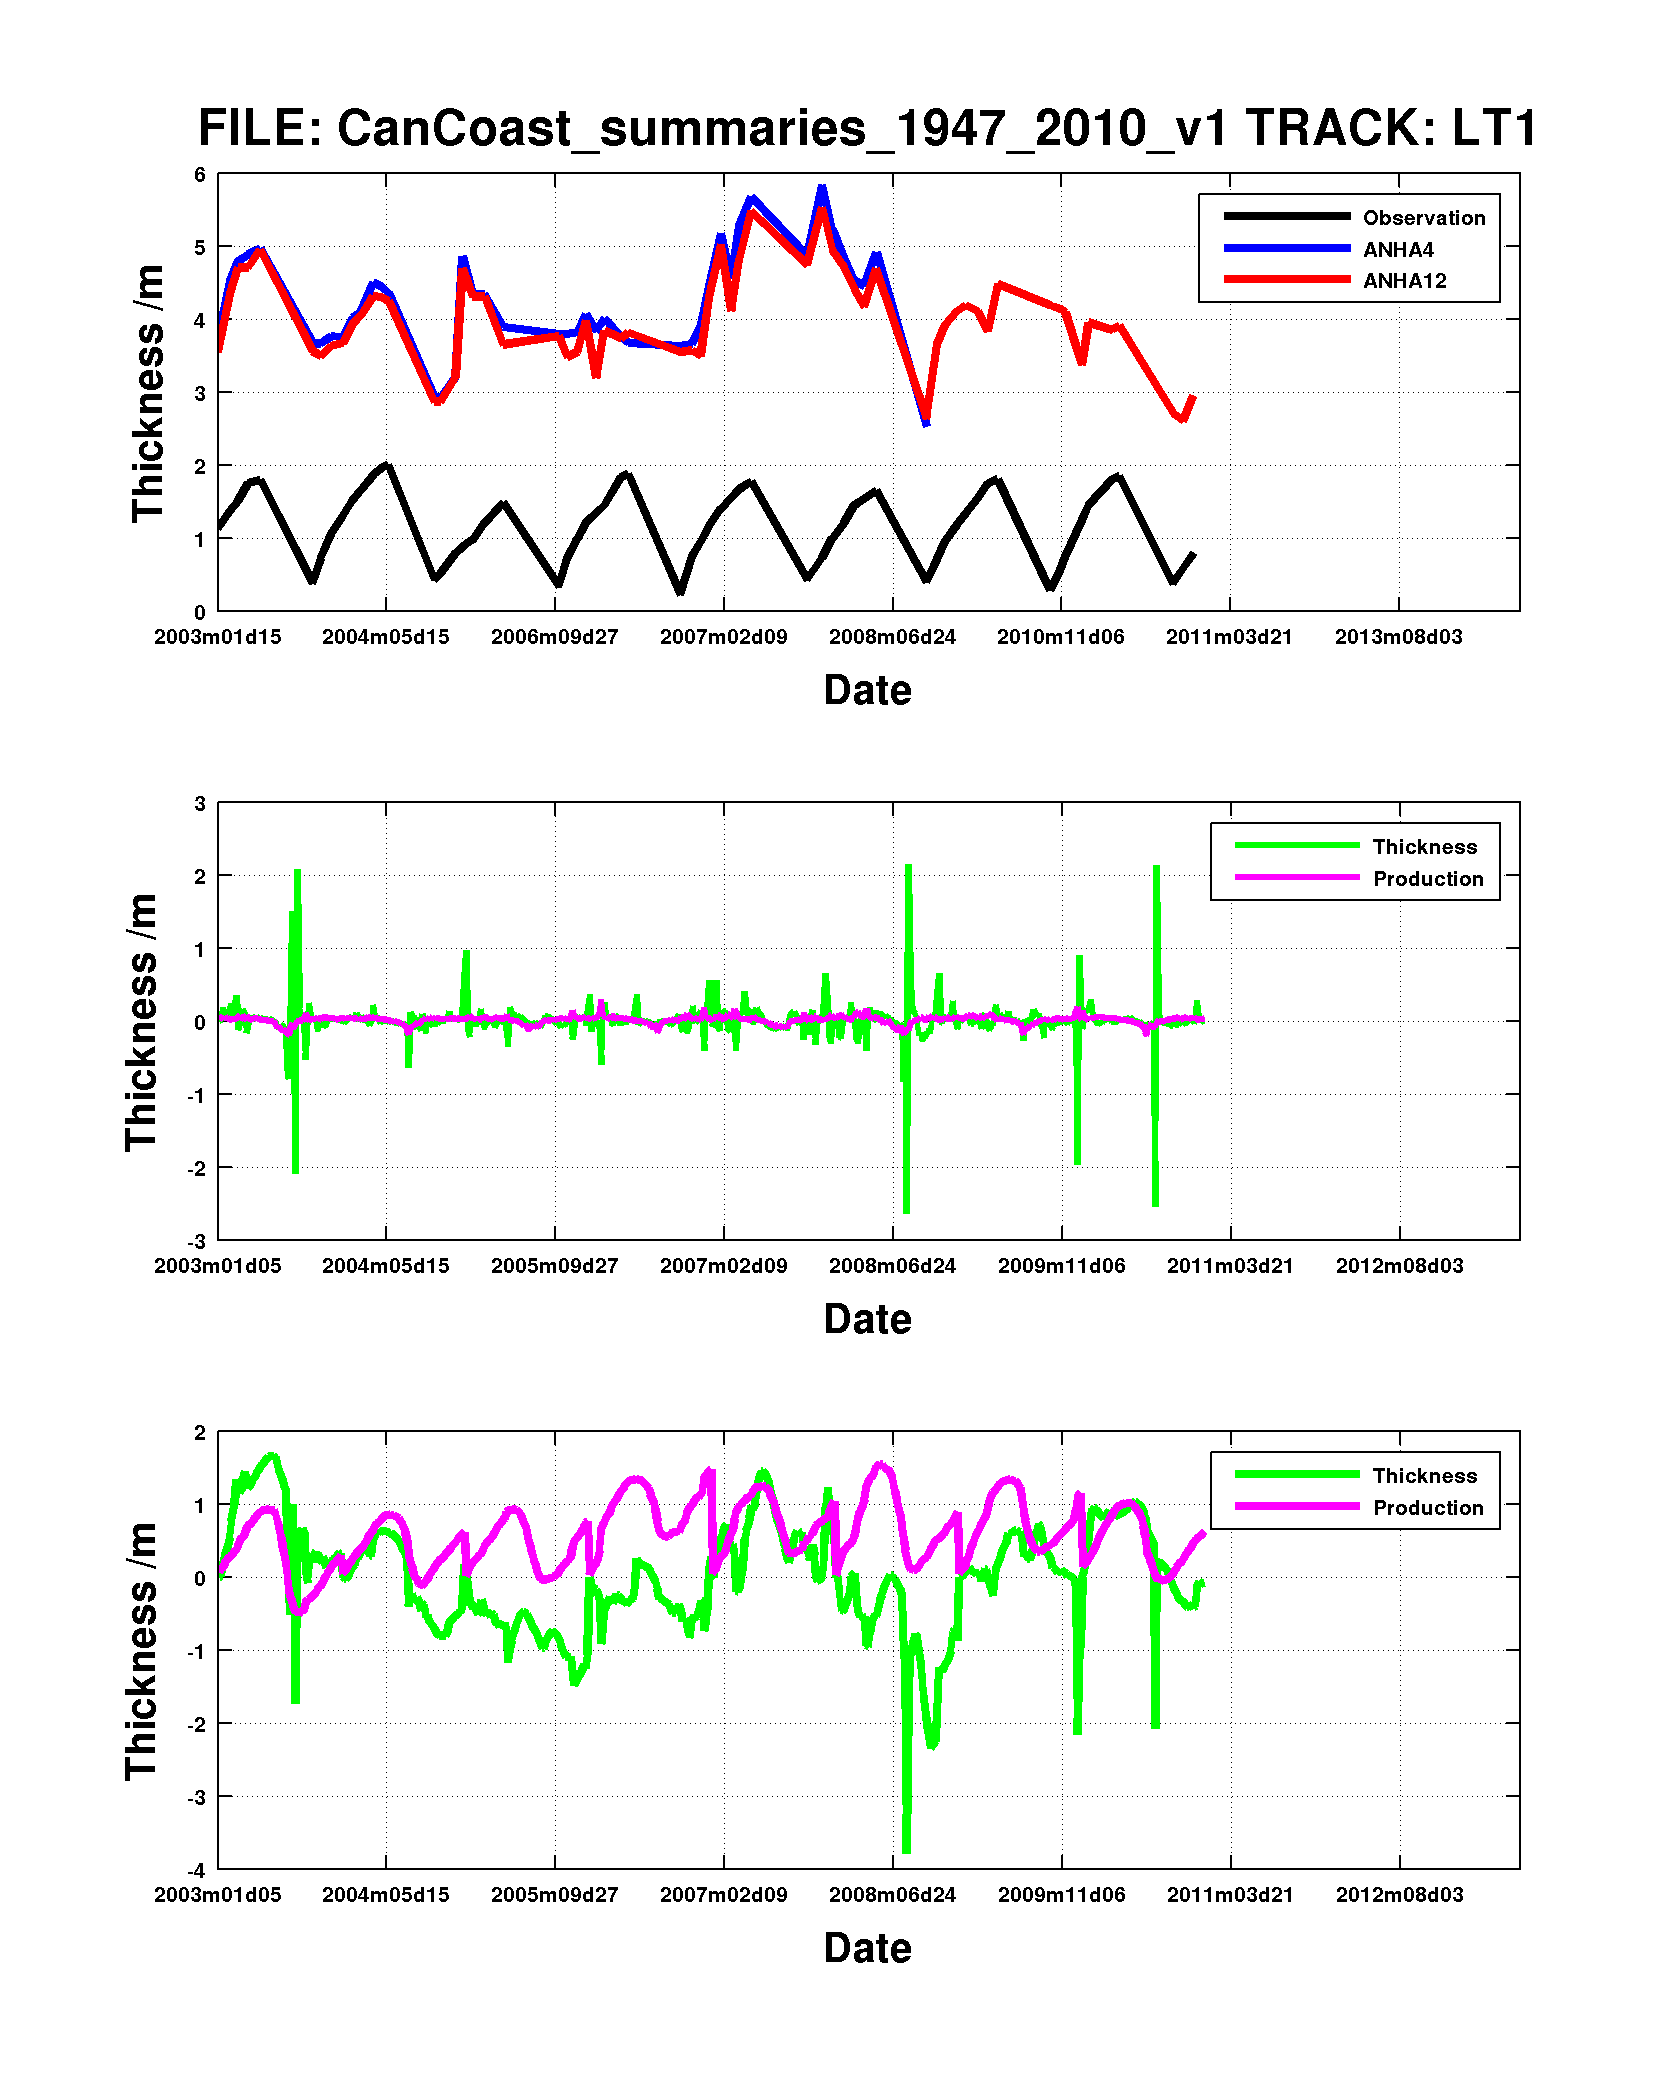 FILE: CanCoast_summaries_1947_2010_v1 TRACK: LT1
6
5
4
3
2
1
0
Thickness /m
Observation
ANHA4
ANHA12
2003m01d15 2004m05d15 2006m09d27 2007m02d09 2008m06d24 2010m11d06 2011m03d21 2013m08d03
Date
3
2
1
0
-1
-2
-3
Thickness /m
Thickness
Production
2003m01d05 2004m05d15 2005m09d27 2007m02d09 2008m06d24 2009m11d06 2011m03d21 2012m08d03
Date
2
1
0
-1
-2
-3
-4
Thickness /m
Thickness
Production
2003m01d05 2004m05d15 2005m09d27 2007m02d09 2008m06d24 2009m11d06 2011m03d21 2012m08d03
Date